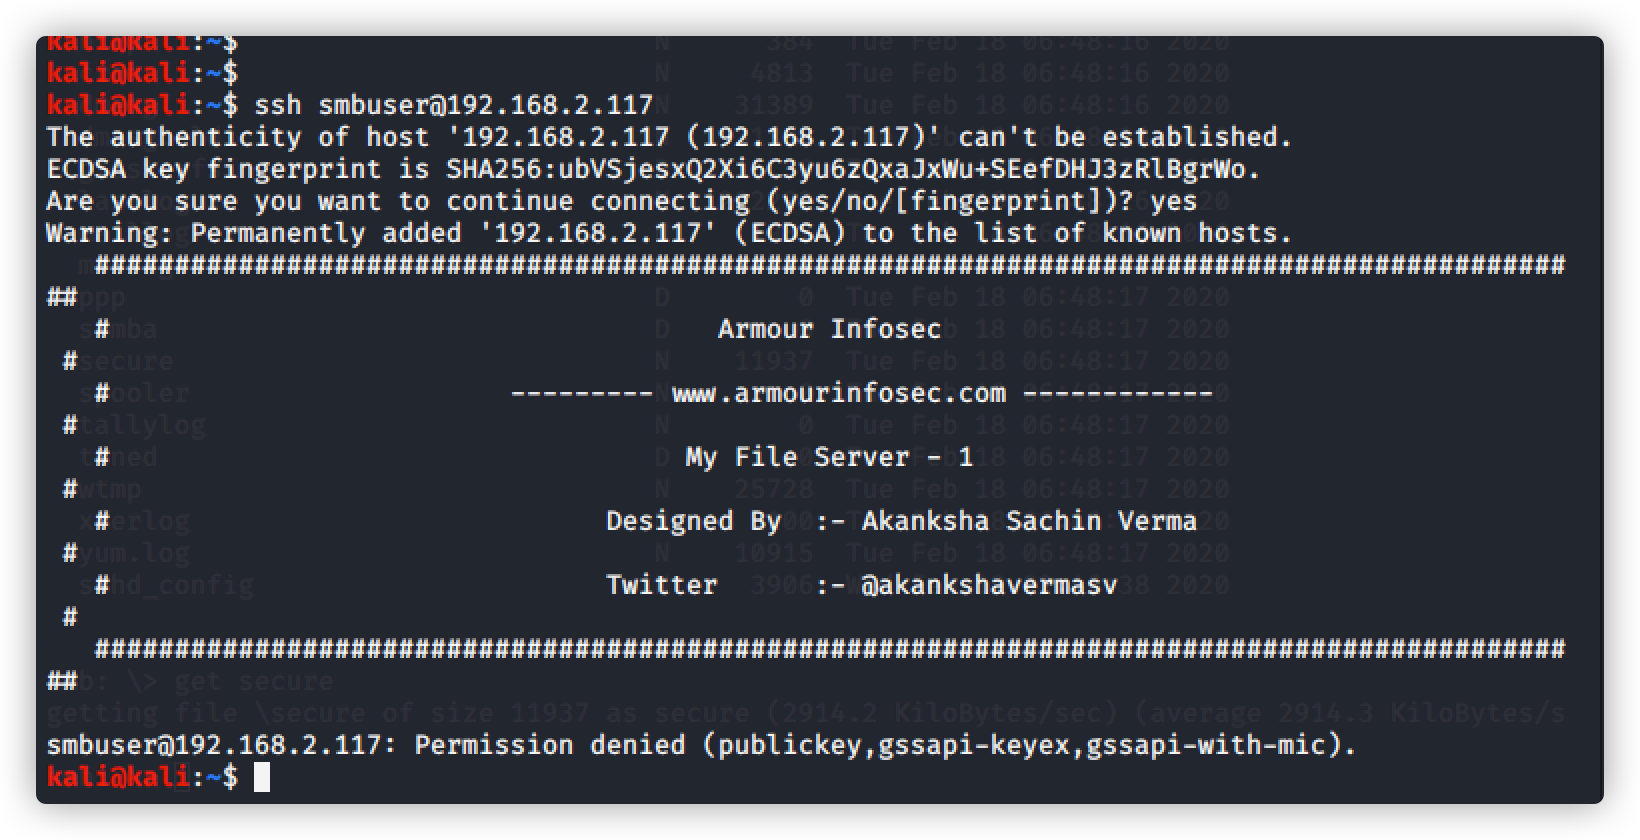 kali@kali:~$
kali@kali:~$
kali@kali:~$ ssh smbuser@192.168.2.117
The authenticity of host '192.168.2.117 (192.168.2.117)' can't be established.
ECDSA key fingerprint is SHA256:ubVSjesxQ2Xi6C3yu6zQxaJxWu+SEefDHJ3zRlBgrWo.
Are you sure you want to continue connecting (yes/no/[fingerprint])? yes
Warning: Permanently added '192.168.2.117' (ECDSA) to the list of known hosts.
############################################################################################
##
# Armour Infosec
#
# --------- www.armourinfosec.com ------------
#
# My File Server - 1
#
# Designed By :- Akanksha Sachin Verma
#
# Twitter :- @akankshavermasv
#
############################################################################################
##
smbuser@192.168.2.117: Permission denied (publickey,gssapi-keyex,gssapi-with-mic).
kali@kali:~$